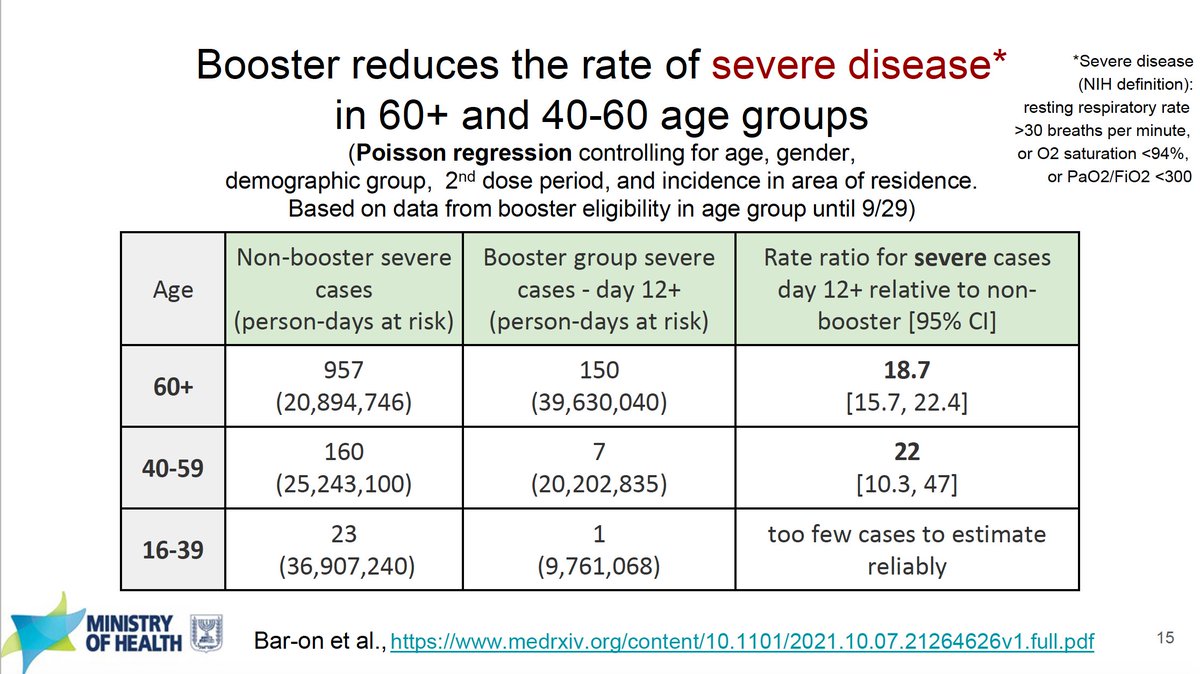 Booster reduces the rate of severe disease*
in 60+ and 40-60 age groups
(Poisson regression controlling for age, gender,
demographic group, 2nd dose period, and incidence in area of residence.
Based on data from booster eligibility in age group until 9/29)
*Severe disease
(NIH definition):
resting respiratory rate
>30 breaths per minute,
or O2 saturation <94%,
or PaO2/FiO2 <300
Age
Non-booster severe
cases
(person-days at risk)
Booster group severe
cases - day 12+
(person-days at risk)
Rate ratio for severe cases
day 12+ relative to non-
booster [95% CI]
60+
957
(20,894,746)
150
(39,630,040)
18.7
[15.7, 22.4]
40-59
160
(25,243,100)
7
(20,202,835)
22
[10.3, 47]
16-39
23
(36,907,240)
1
(9,761,068)
too few cases to estimate
reliably
MINISTRY
OF HEALTH
Bar-on et al., https://www.medrxiv.org/content/10.1101/2021.10.07.21264626v1.full.pdf
15